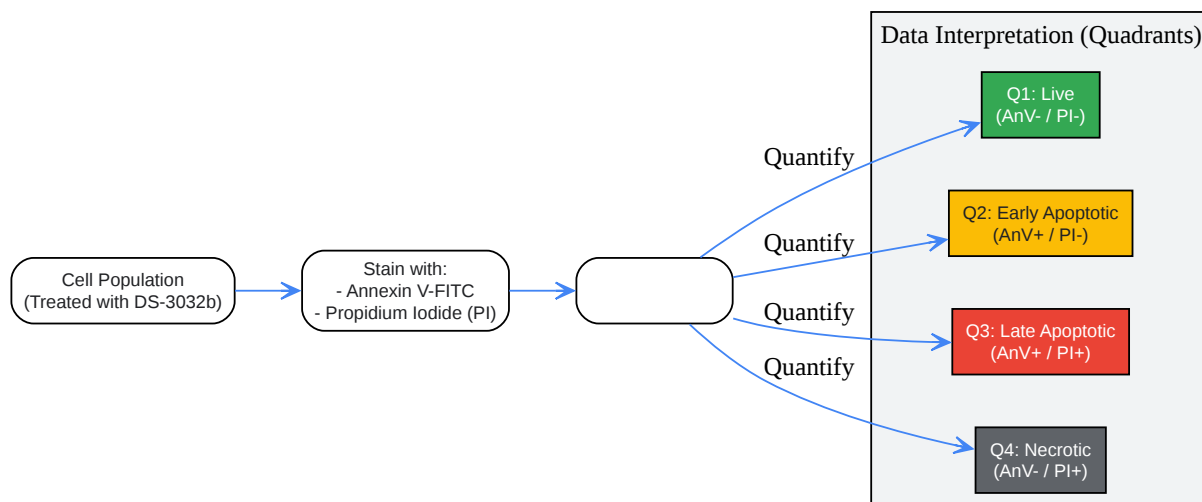 Data Interpretation (Quadrants)
Q1: Live
(AnV- / PI-)
Quantify
Q2: Early Apoptotic
(AnV+ / PI-)
Quantify
Cell Population
(Treated with DS-3032b)
Stain with:
- Annexin V-FITC
- Propidium Iodide (PI)
Quantify
Q3: Late Apoptotic
(AnV+ / PI+)
Quantify
Q4: Necrotic
(AnV- / PI+)